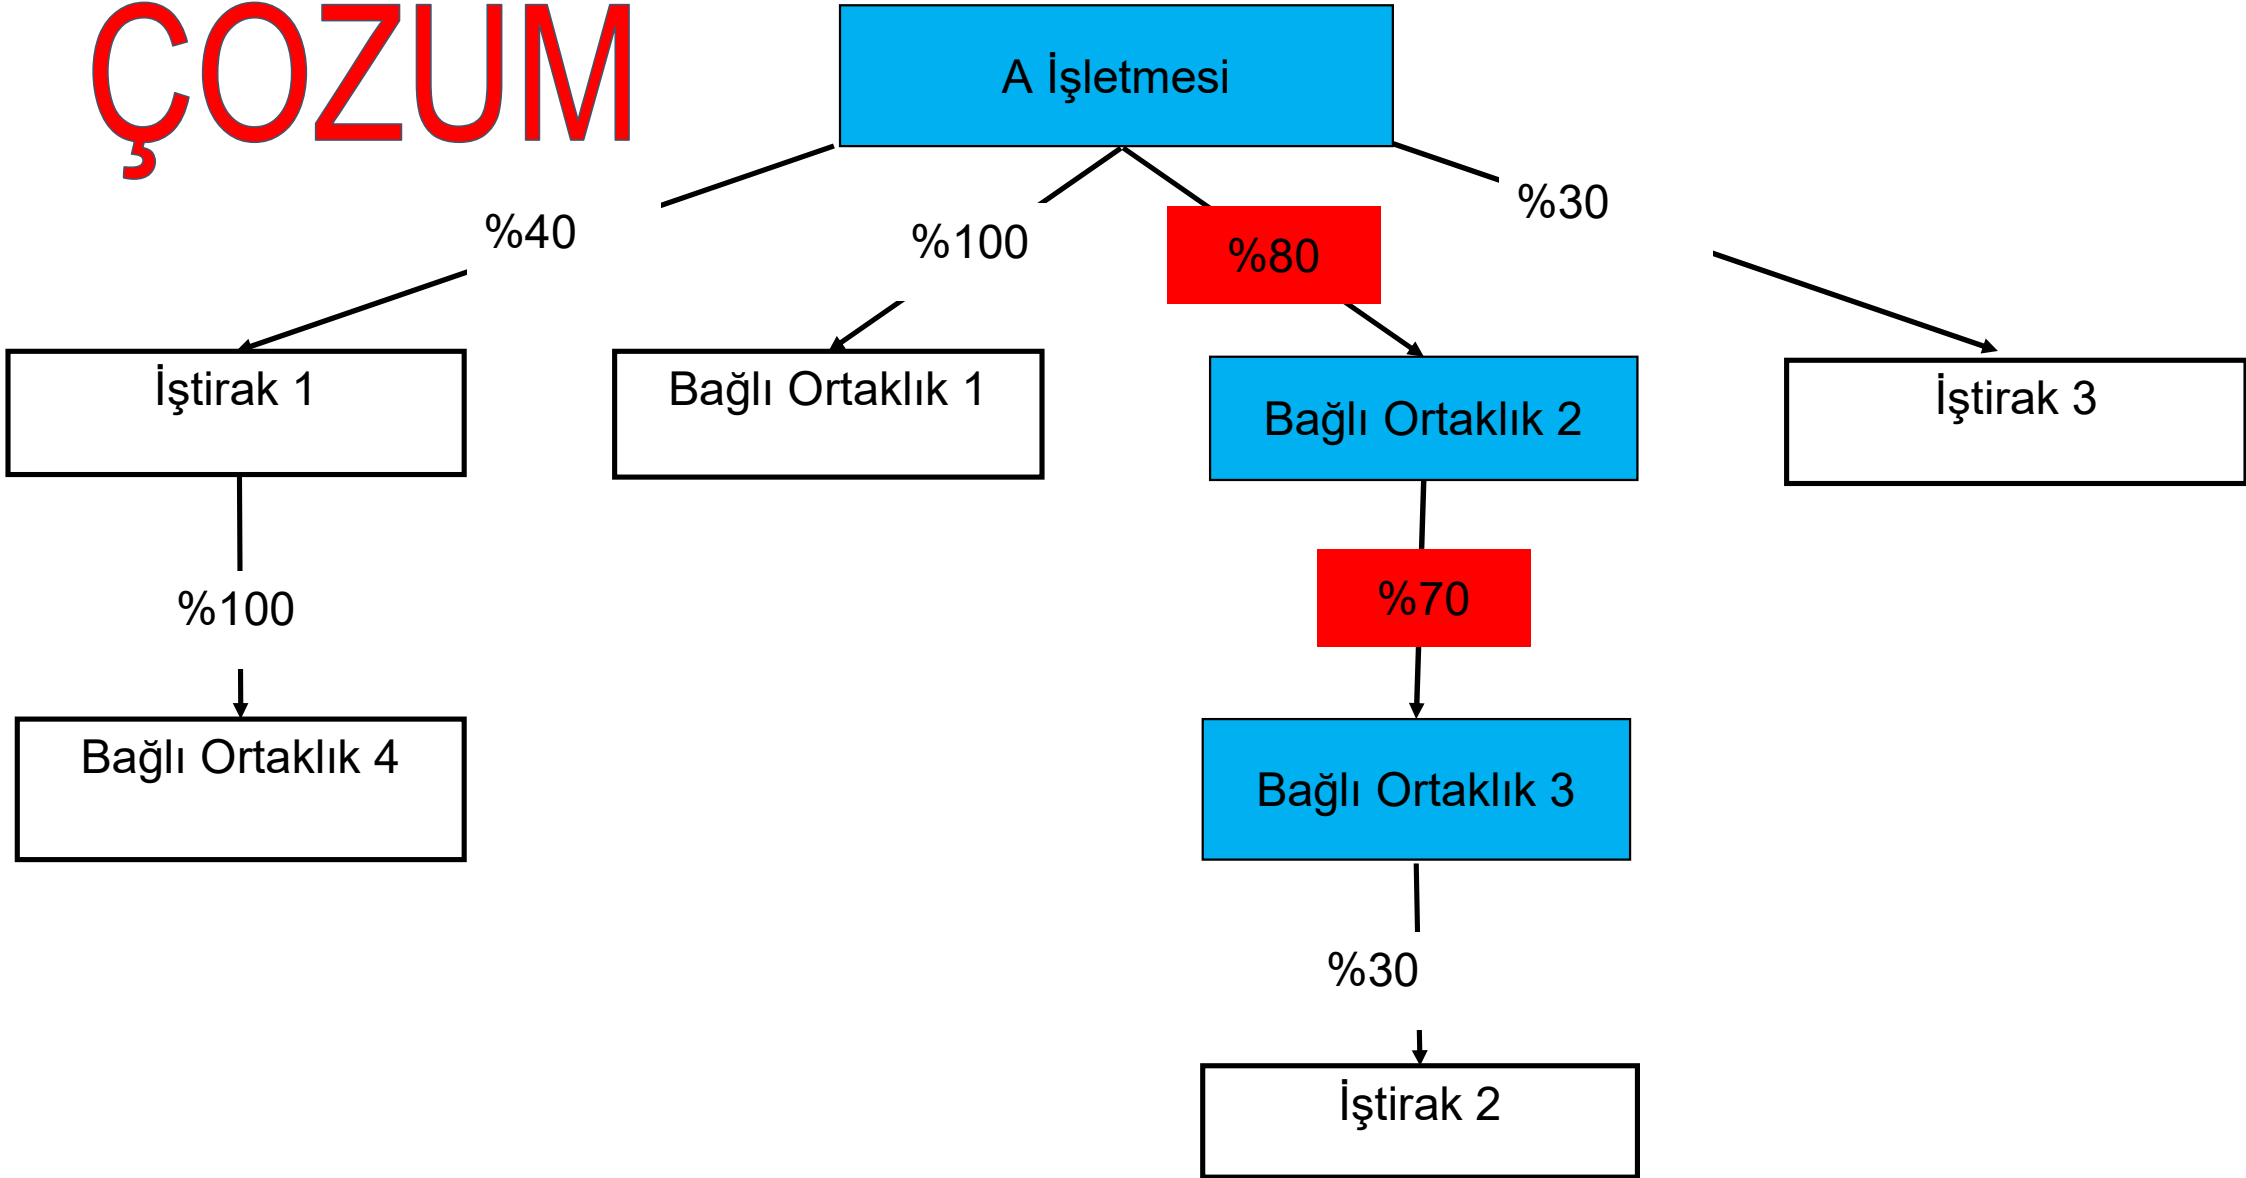 ÇOZUM
A İşletmesi
%40
%100
%80
%30
İştirak 1
Bağlı Ortaklık 1
Bağlı Ortaklık 2
İştirak 3
%100
%70
Bağlı Ortaklık 4
Bağlı Ortaklık 3
%30
İştirak 2